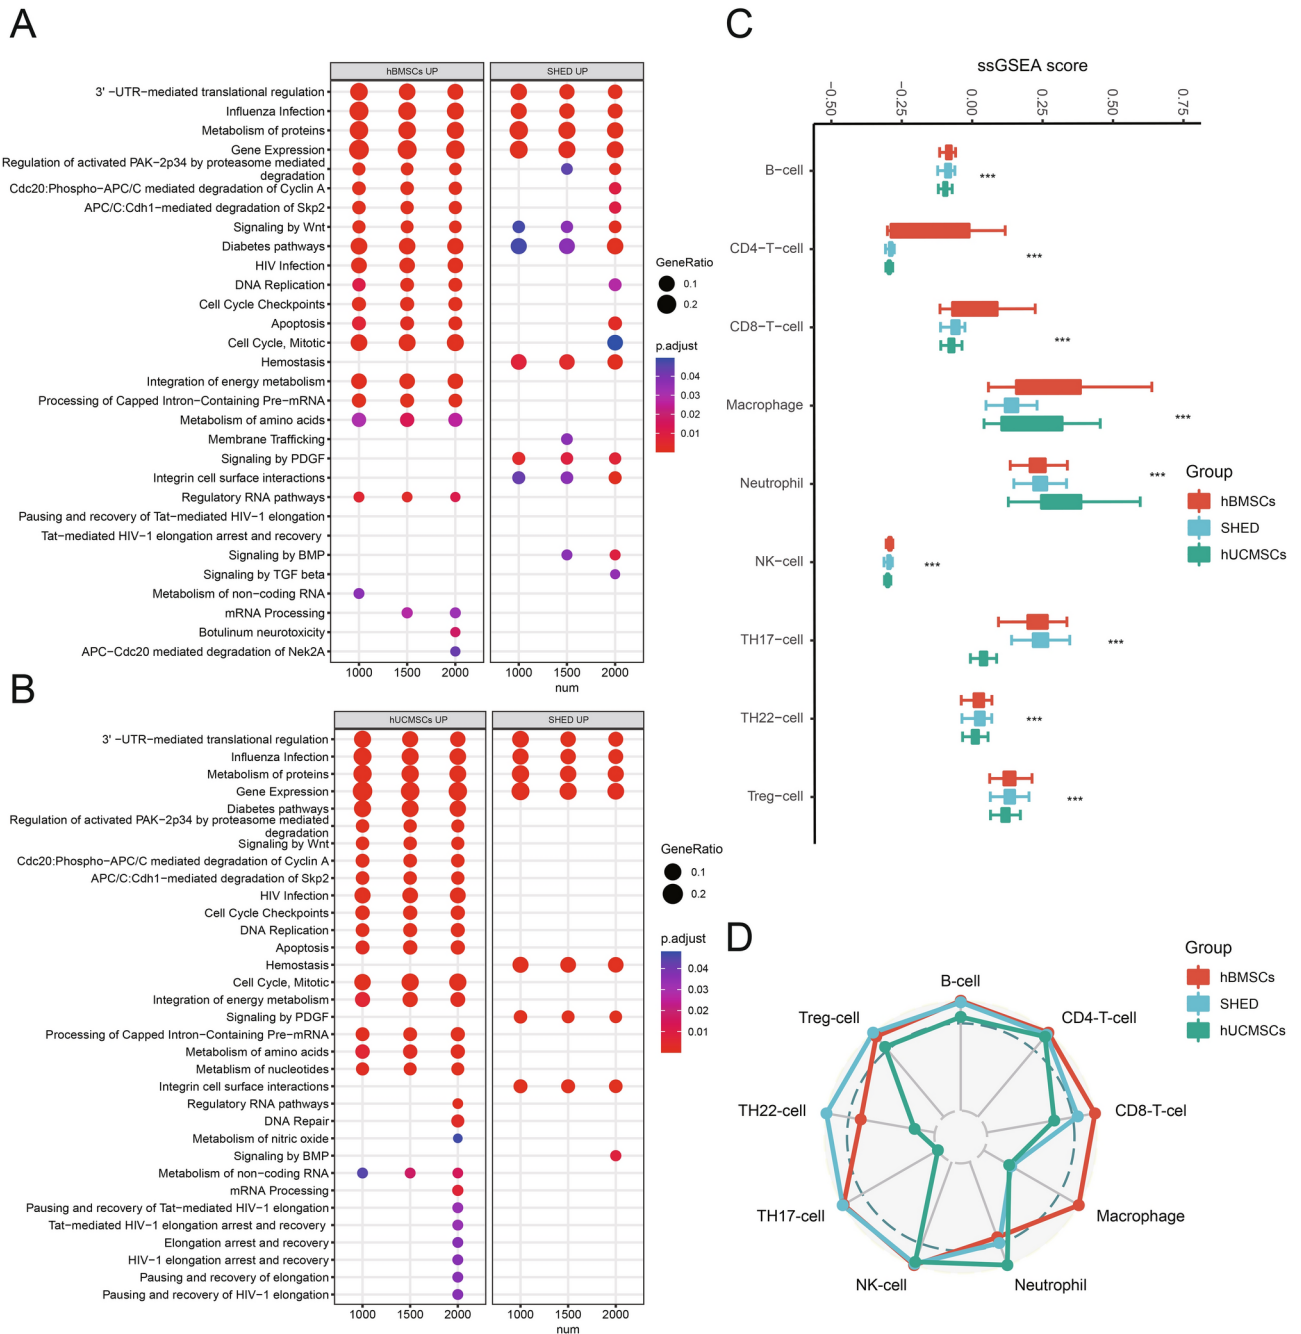 A
hBMSCs UP
SHED UP
3' −UTR−mediated translational regulation
Influenza Infection
Metabolism of proteins
Gene Expression
Regulation of activated PAK−2p34 by proteasome mediated
degradation
Cdc20:Phospho−APC/C mediated degradation of Cyclin A
APC/C:Cdh1−mediated degradation of Skp2
Signaling by Wnt
Diabetes pathways
HIV Infection
DNA Replication
Cell Cycle Checkpoints
Apoptosis
Cell Cycle, Mitotic
Hemostasis
Integration of energy metabolism
Processing of Capped Intron−Containing Pre−mRNA
Metabolism of amino acids
Membrane Trafficking
Signaling by PDGF
Integrin cell surface interactions
Regulatory RNA pathways
Pausing and recovery of Tat−mediated HIV−1 elongation
Tat−mediated HIV−1 elongation arrest and recovery
Signaling by BMP
Signaling by TGF beta
Metabolism of non−coding RNA
mRNA Processing
Botulinum neurotoxicity
APC−Cdc20 mediated degradation of Nek2A
1000 1500 2000 1000 1500 2000
num
GeneRatio
0.1
0.2
p.adjust
0.04
0.03
0.02
0.01
B
hUCMSCs UP
SHED UP
3' −UTR−mediated translational regulation
Influenza Infection
Metabolism of proteins
Gene Expression
Diabetes pathways
Regulation of activated PAK−2p34 by proteasome mediated
degradation
Signaling by Wnt
Cdc20:Phospho−APC/C mediated degradation of Cyclin A
APC/C:Cdh1−mediated degradation of Skp2
HIV Infection
Cell Cycle Checkpoints
DNA Replication
Apoptosis
Hemostasis
Cell Cycle, Mitotic
Integration of energy metabolism
Signaling by PDGF
Processing of Capped Intron−Containing Pre−mRNA
Metabolism of amino acids
Metablism of nucleotides
Integrin cell surface interactions
Regulatory RNA pathways
DNA Repair
Metabolism of nitric oxide
Signaling by BMP
Metabolism of non−coding RNA
mRNA Processing
Pausing and recovery of Tat−mediated HIV−1 elongation
Tat−mediated HIV−1 elongation arrest and recovery
Elongation arrest and recovery
HIV−1 elongation arrest and recovery
Pausing and recovery of elongation
Pausing and recovery of HIV−1 elongation
1000 1500 2000 1000 1500 2000
num
GeneRatio
0.1
0.2
p.adjust
0.04
0.03
0.02
0.01
C
ssGSEA score
−0.50 −0.25 0.00 0.25 0.50 0.75
B−cell ***
CD4−T−cell ***
CD8−T−cell ***
Macrophage ***
Neutrophil ***
NK−cell ***
TH17−cell ***
TH22−cell ***
Treg−cell ***
Group
hBMSCs
SHED
hUCMSCs
D
B-cell
CD4-T-cell
CD8-T-cel
Macrophage
Neutrophil
NK-cell
TH17-cell
TH22-cell
Treg-cell
Group
hBMSCs
SHED
hUCMSCs